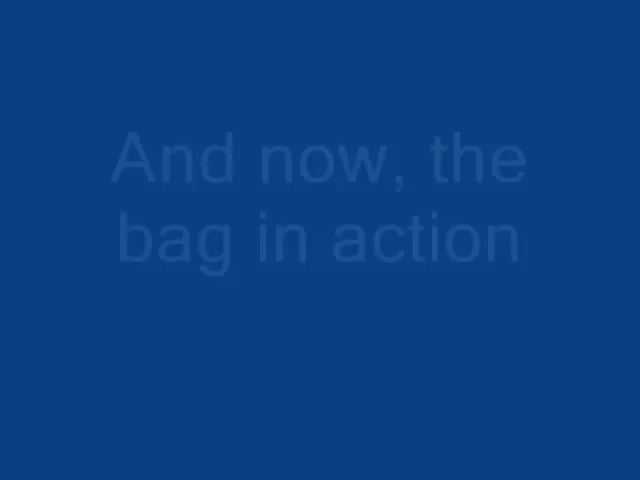 And now, the
bag in action